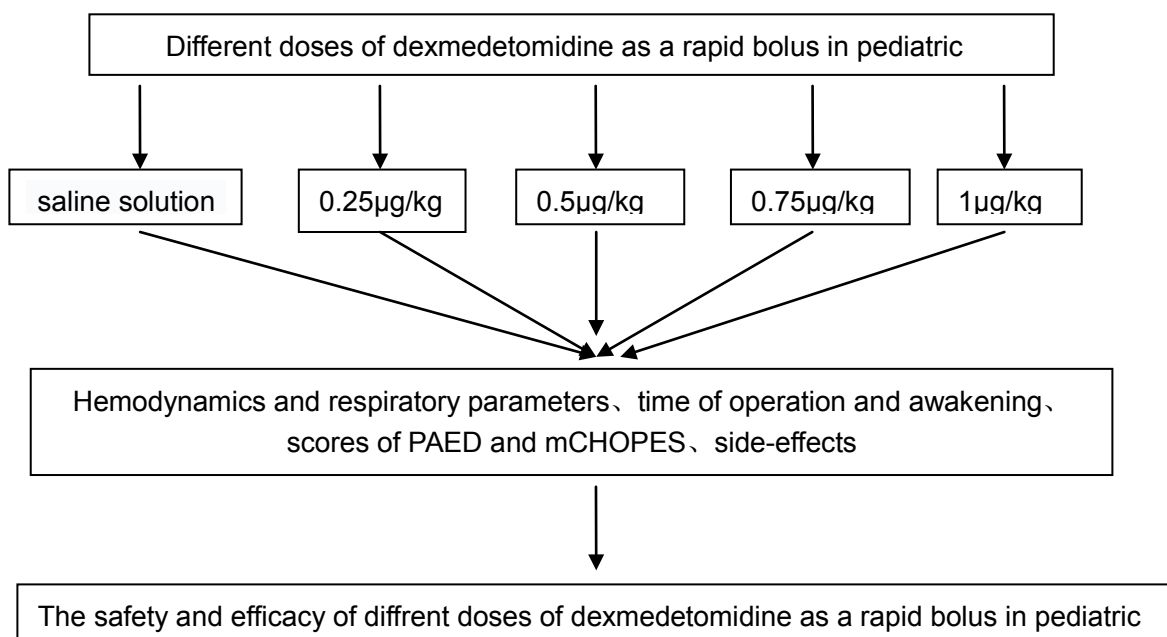 Different doses of dexmedetomidine as a rapid bolus in pediatric
saline solution
0.25μg/kg
0.5μg/kg
0.75μg/kg
1μg/kg
Hemodynamics and respiratory parameters、time of operation and awakening、
scores of PAED and mCHOPES、side-effects
The safety and efficacy of diffrent doses of dexmedetomidine as a rapid bolus in pediatric